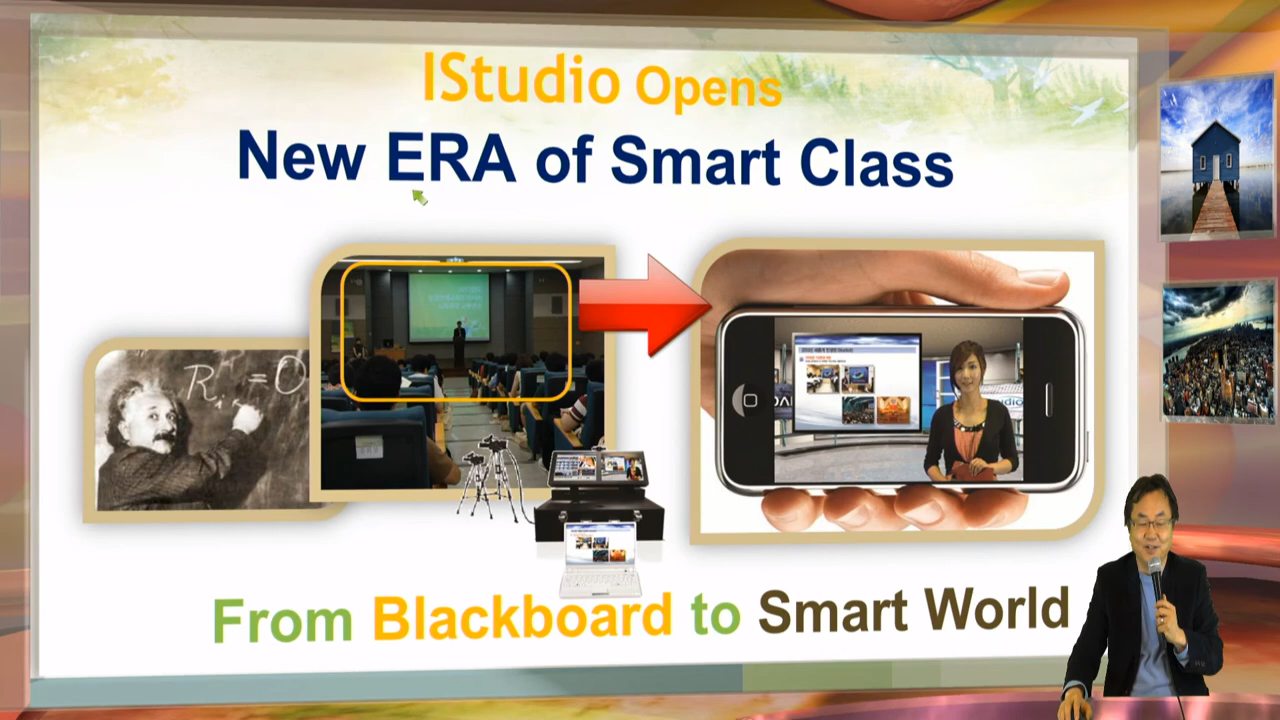 IStudio Opens
New ERA of Smart Class
From Blackboard to Smart World